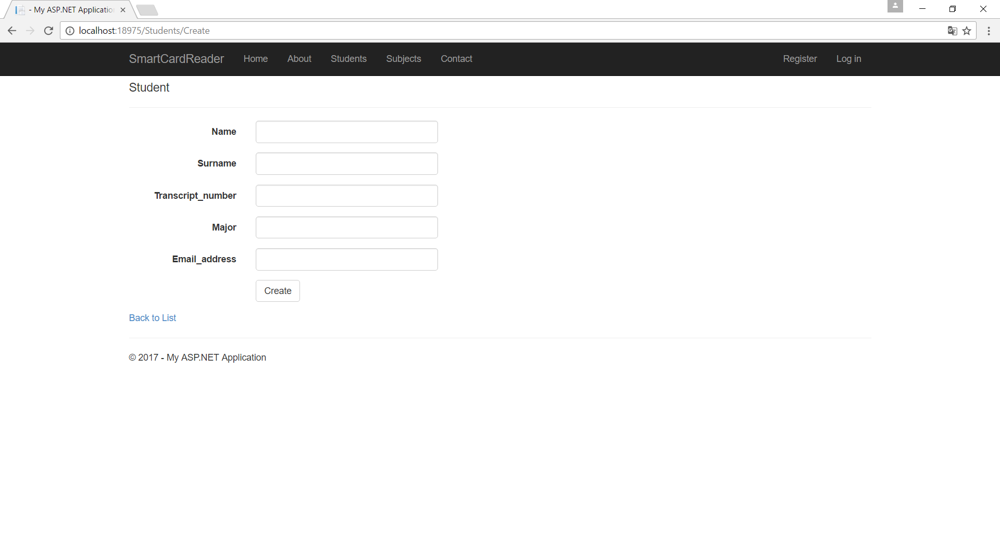 - My ASP.NET Applicatio
localhost:18975/Students/Create
SmartCardReader Home About Students Subjects Contact Register Log in
Student
Name
Surname
Transcript_number
Major
Email_address
Create
Back to List
© 2017 - My ASP.NET Application